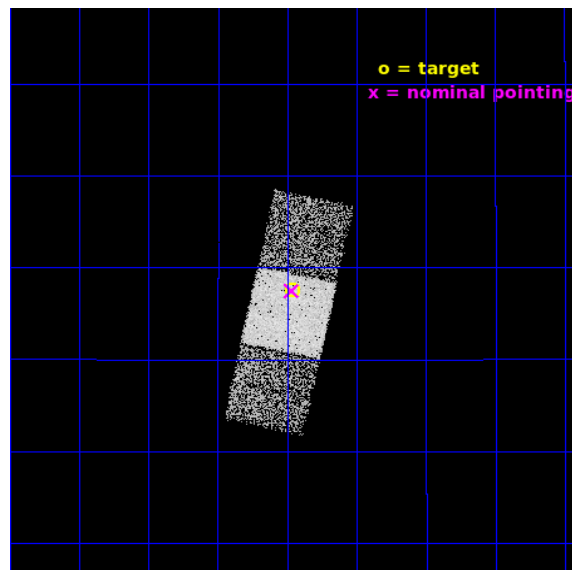 o = target
x = nominal pointing